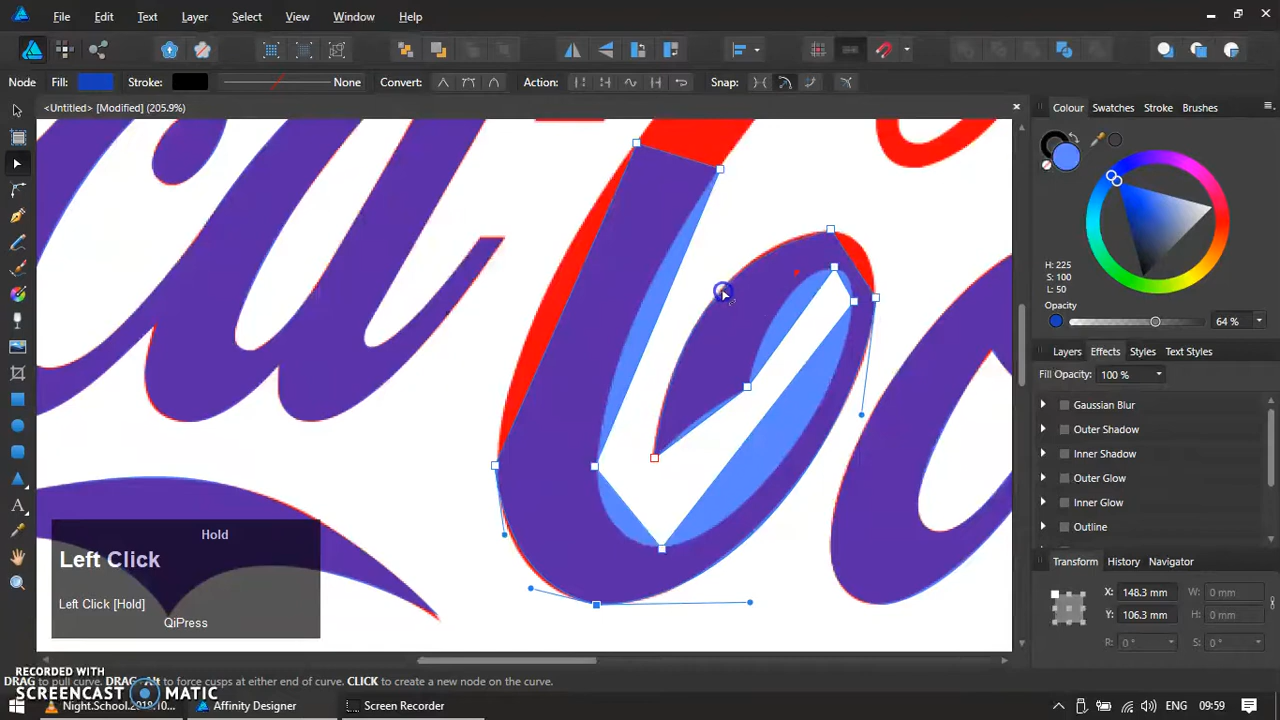 File Edit Text Layer Select View Window Help
Node Fill: Stroke: None Convert: Action: Snap:
<Untitled> [Modified] (205.9%)
Colour Swatches Stroke Brushes
H: 225
S: 100
L: 50
Opacity
64 %
Layers Effects Styles Text Styles
Fill Opacity: 100 %
Gaussian Blur
Outer Shadow
Inner Shadow
Outer Glow
Inner Glow
Outline
Transform History Navigator
X: 148.3 mm W: 0 mm
Y: 106.3 mm H: 0 mm
R: 0 ° S: 0 °
Hold
Left Click
Left Click [Hold]
QiPress
DRAG to pull curve. DRAG+Alt to force cusps at either end of curve. CLICK to create a new node on the curve.
RECORDED WITH
SCREENCAST MATIC
Night.School.2018.10... Affinity Designer Screen Recorder 09:59